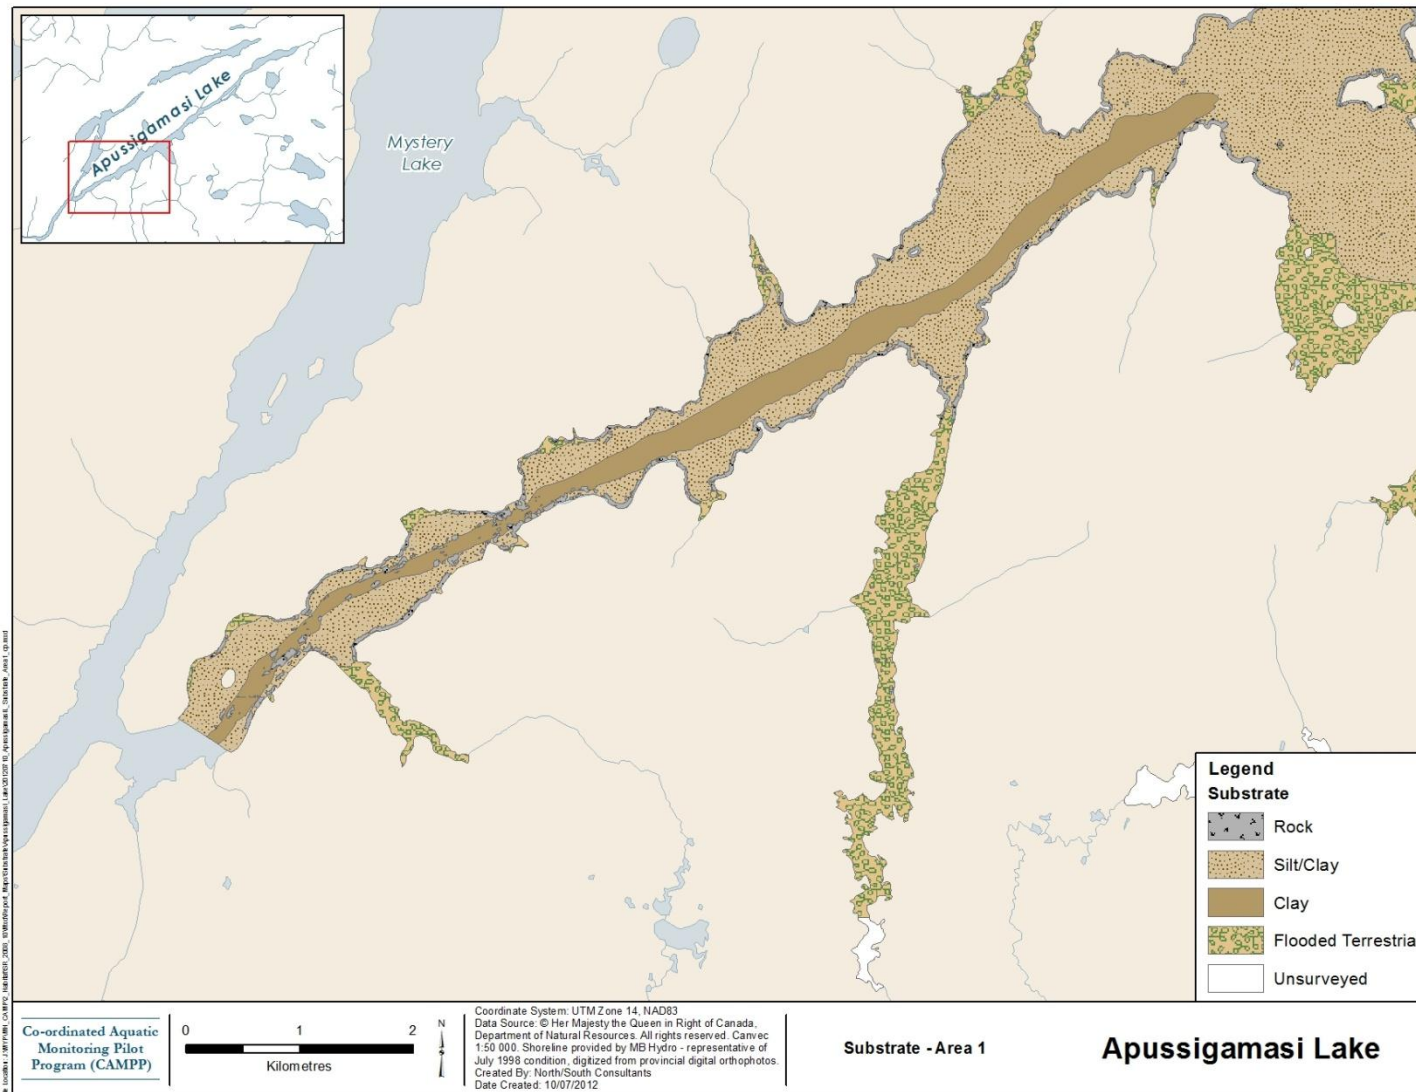 Apussigamasi Lake
Mystery
Lake
Legend
Substrate
Rock
Silt/Clay
Clay
Flooded Terrestria
Unsurveyed
Co-ordinated Aquatic
Monitoring Pilot
Program (CAMPP)
0 1 2
Kilometres
N
Coordinate System: UTM Zone 14, NAD83
Data Source: © Her Majesty the Queen in Right of Canada,
Department of Natural Resources. All rights reserved. Canvec
1:50 000. Shoreline provided by MB Hydro - representative of
July 1998 condition, digitized from provincial digital orthophotos.
Created By: North/South Consultants
Date Created: 10/07/2012
Substrate - Area 1
Apussigamasi Lake